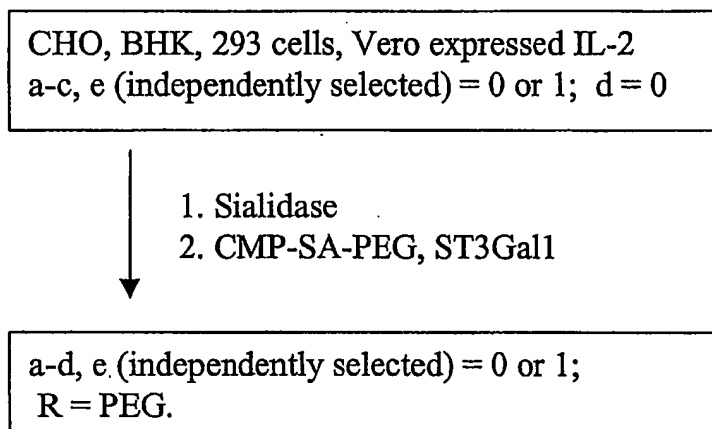 CHO, BHK, 293 cells, Vero expressed IL-2
a-c, e (independently selected) = 0 or 1; d = 0
1. Sialidase
2. CMP-SA-PEG, ST3Gal1
a-d, e (independently selected) = 0 or 1;
R = PEG.